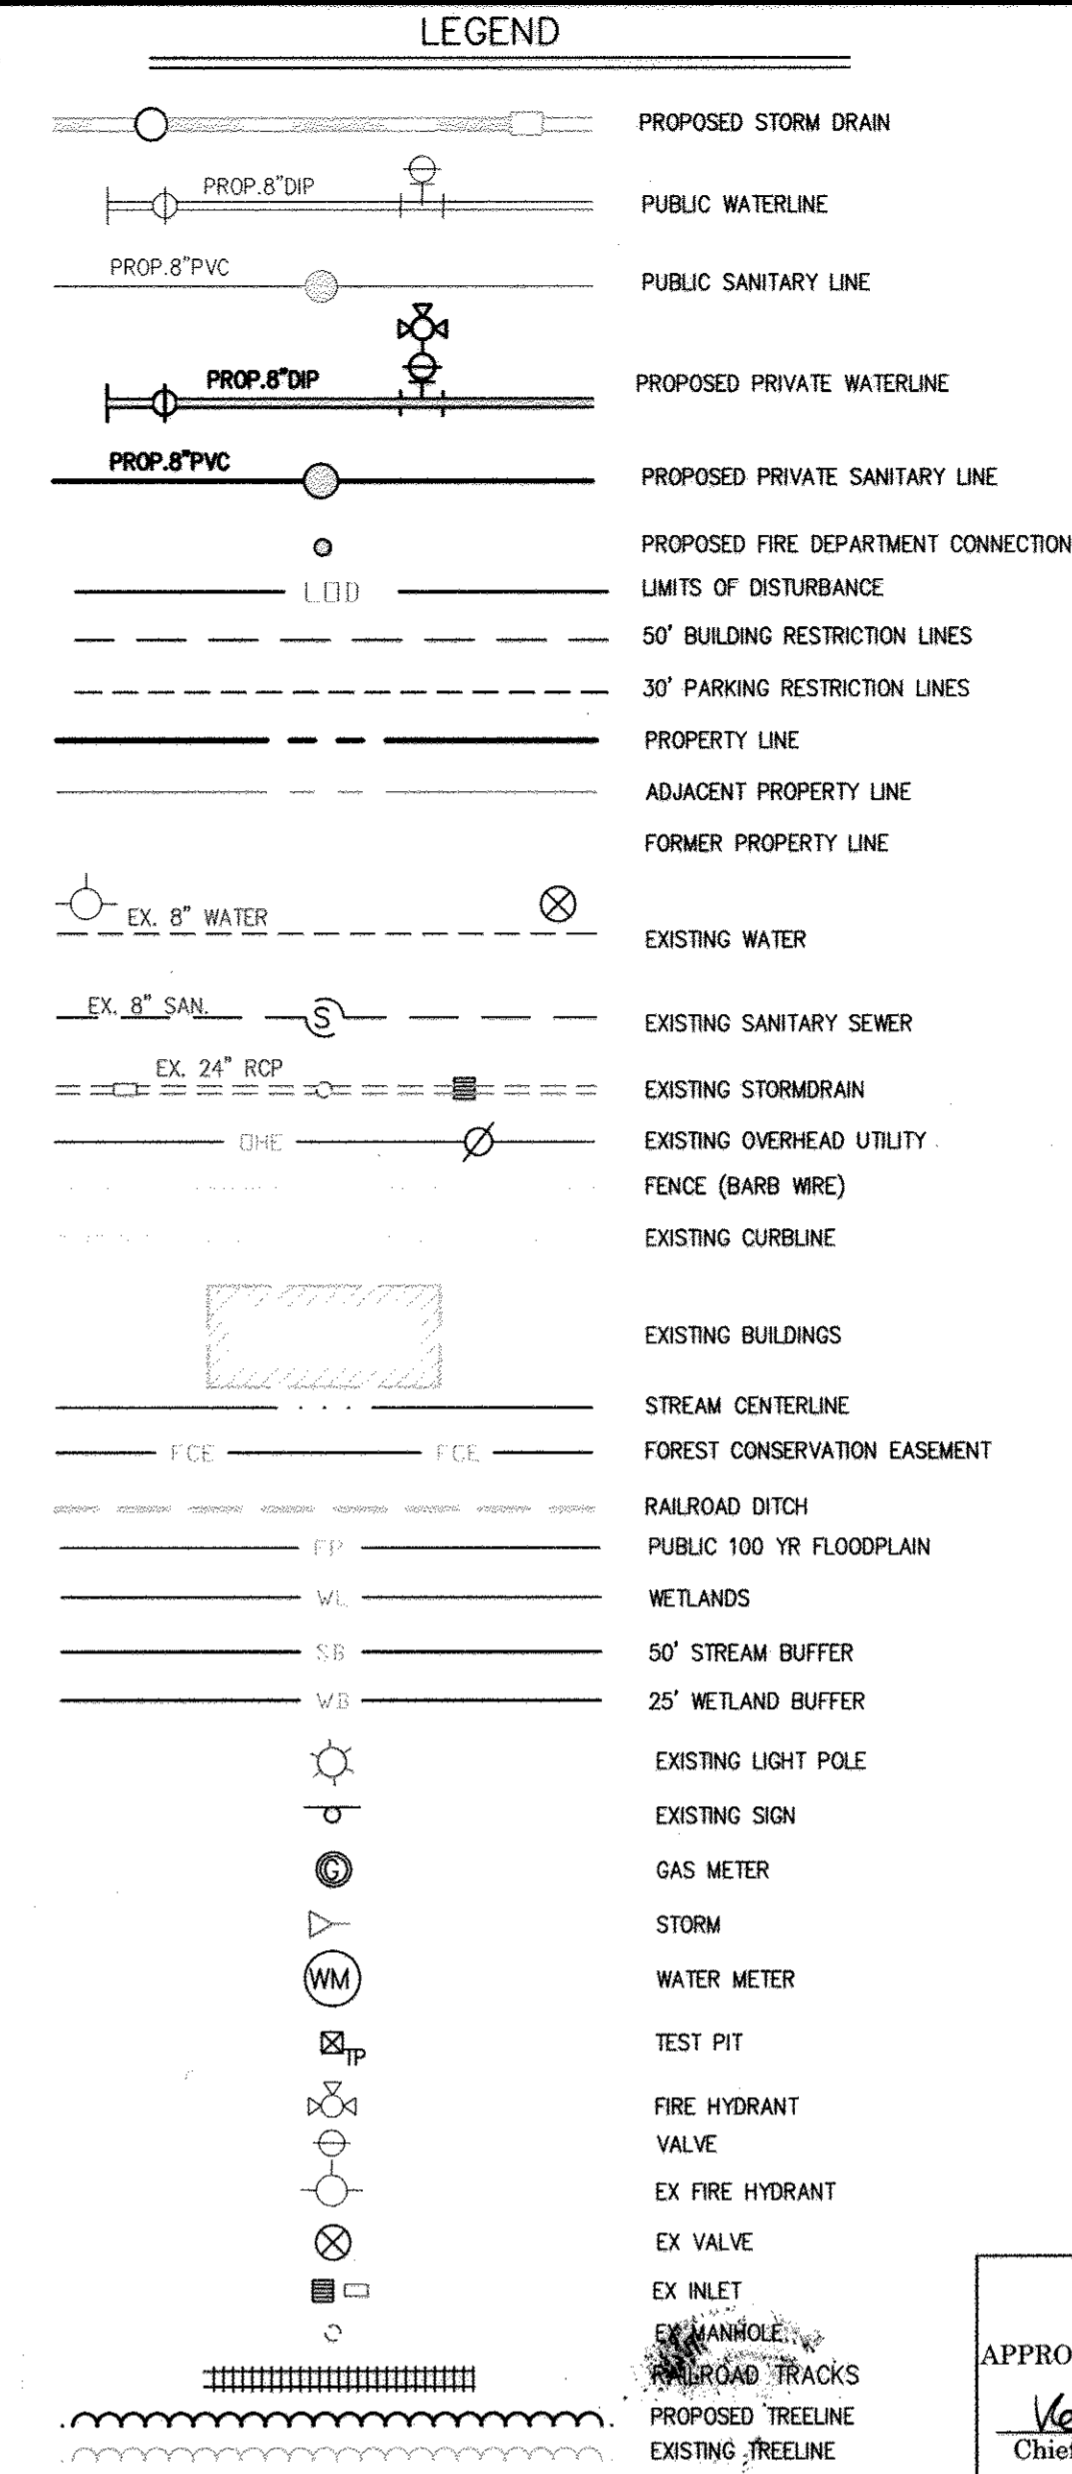 LEGEND
PROPOSED STORM DRAIN
PROP.8"DIP
PUBLIC WATERLINE
PROP.8"PVC
PUBLIC SANITARY LINE
PROP.8"DIP
PROPOSED PRIVATE WATERLINE
PROP.8"PVC
PROPOSED PRIVATE SANITARY LINE
PROPOSED FIRE DEPARTMENT CONNECTION
LOD
LIMITS OF DISTURBANCE
50' BUILDING RESTRICTION LINES
30' PARKING RESTRICTION LINES
PROPERTY LINE
ADJACENT PROPERTY LINE
FORMER PROPERTY LINE
EX. 8" WATER
EXISTING WATER
EX. 8" SAN.
S
EXISTING SANITARY SEWER
EX. 24" RCP
EXISTING STORMDRAIN
OHE
EXISTING OVERHEAD UTILITY
FENCE (BARB WIRE)
EXISTING CURBLINE
EXISTING BUILDINGS
STREAM CENTERLINE
FCE FCE
FOREST CONSERVATION EASEMENT
RAILROAD DITCH
FP
PUBLIC 100 YR FLOODPLAIN
WL
WETLANDS
SB
50' STREAM BUFFER
WB
25' WETLAND BUFFER
EXISTING LIGHT POLE
EXISTING SIGN
G
GAS METER
STORM
WM
WATER METER
TP
TEST PIT
FIRE HYDRANT
VALVE
EX FIRE HYDRANT
EX VALVE
EX INLET
EX MANHOLE
RAILROAD TRACKS
PROPOSED TREELINE
EXISTING TREELINE
APPRO
Chief